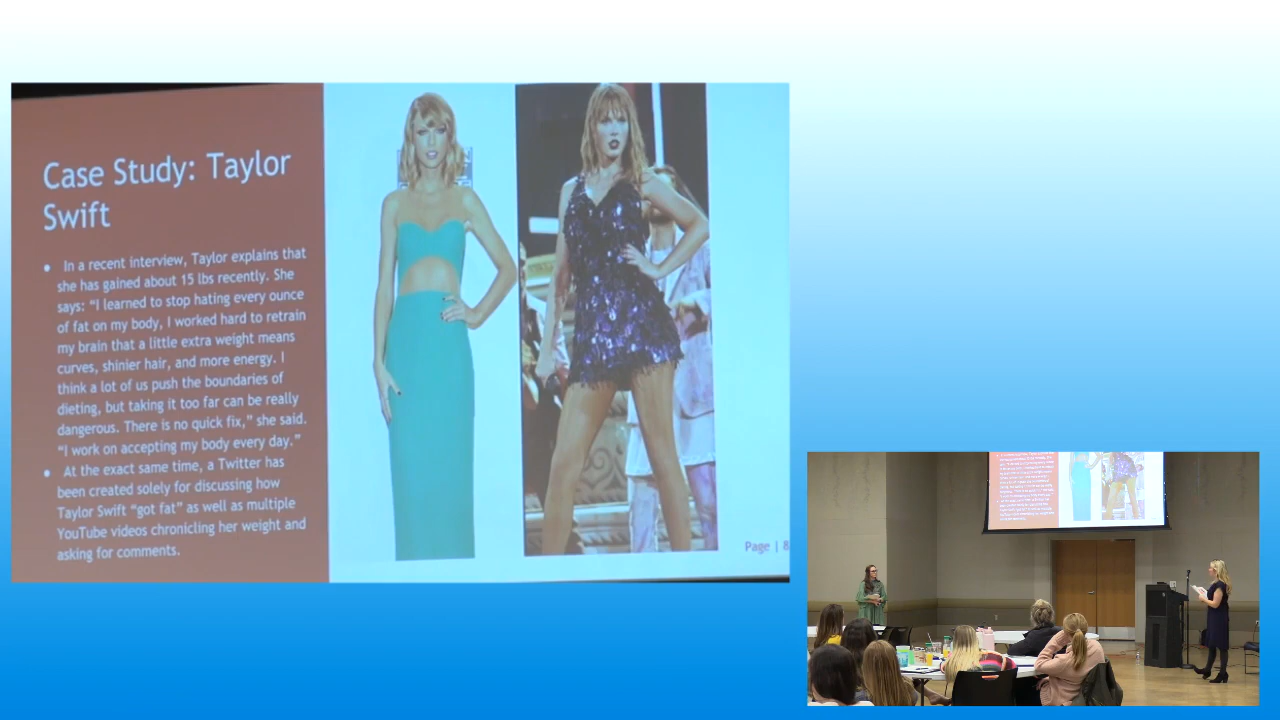 Case Study: Taylor
Swift
• In a recent interview, Taylor explains that
she has gained about 15 lbs recently. She
says: “I learned to stop hating every ounce
of fat on my body, I worked hard to retrain
my brain that a little extra weight means
curves, shinier hair, and more energy. I
think a lot of us push the boundaries of
dieting, but taking it too far can be really
dangerous. There is no quick fix,” she said.
“I work on accepting my body every day.”
• At the exact same time, a Twitter has
been created solely for discussing how
Taylor Swift “got fat” as well as multiple
YouTube videos chronicling her weight and
asking for comments.
Page | 8